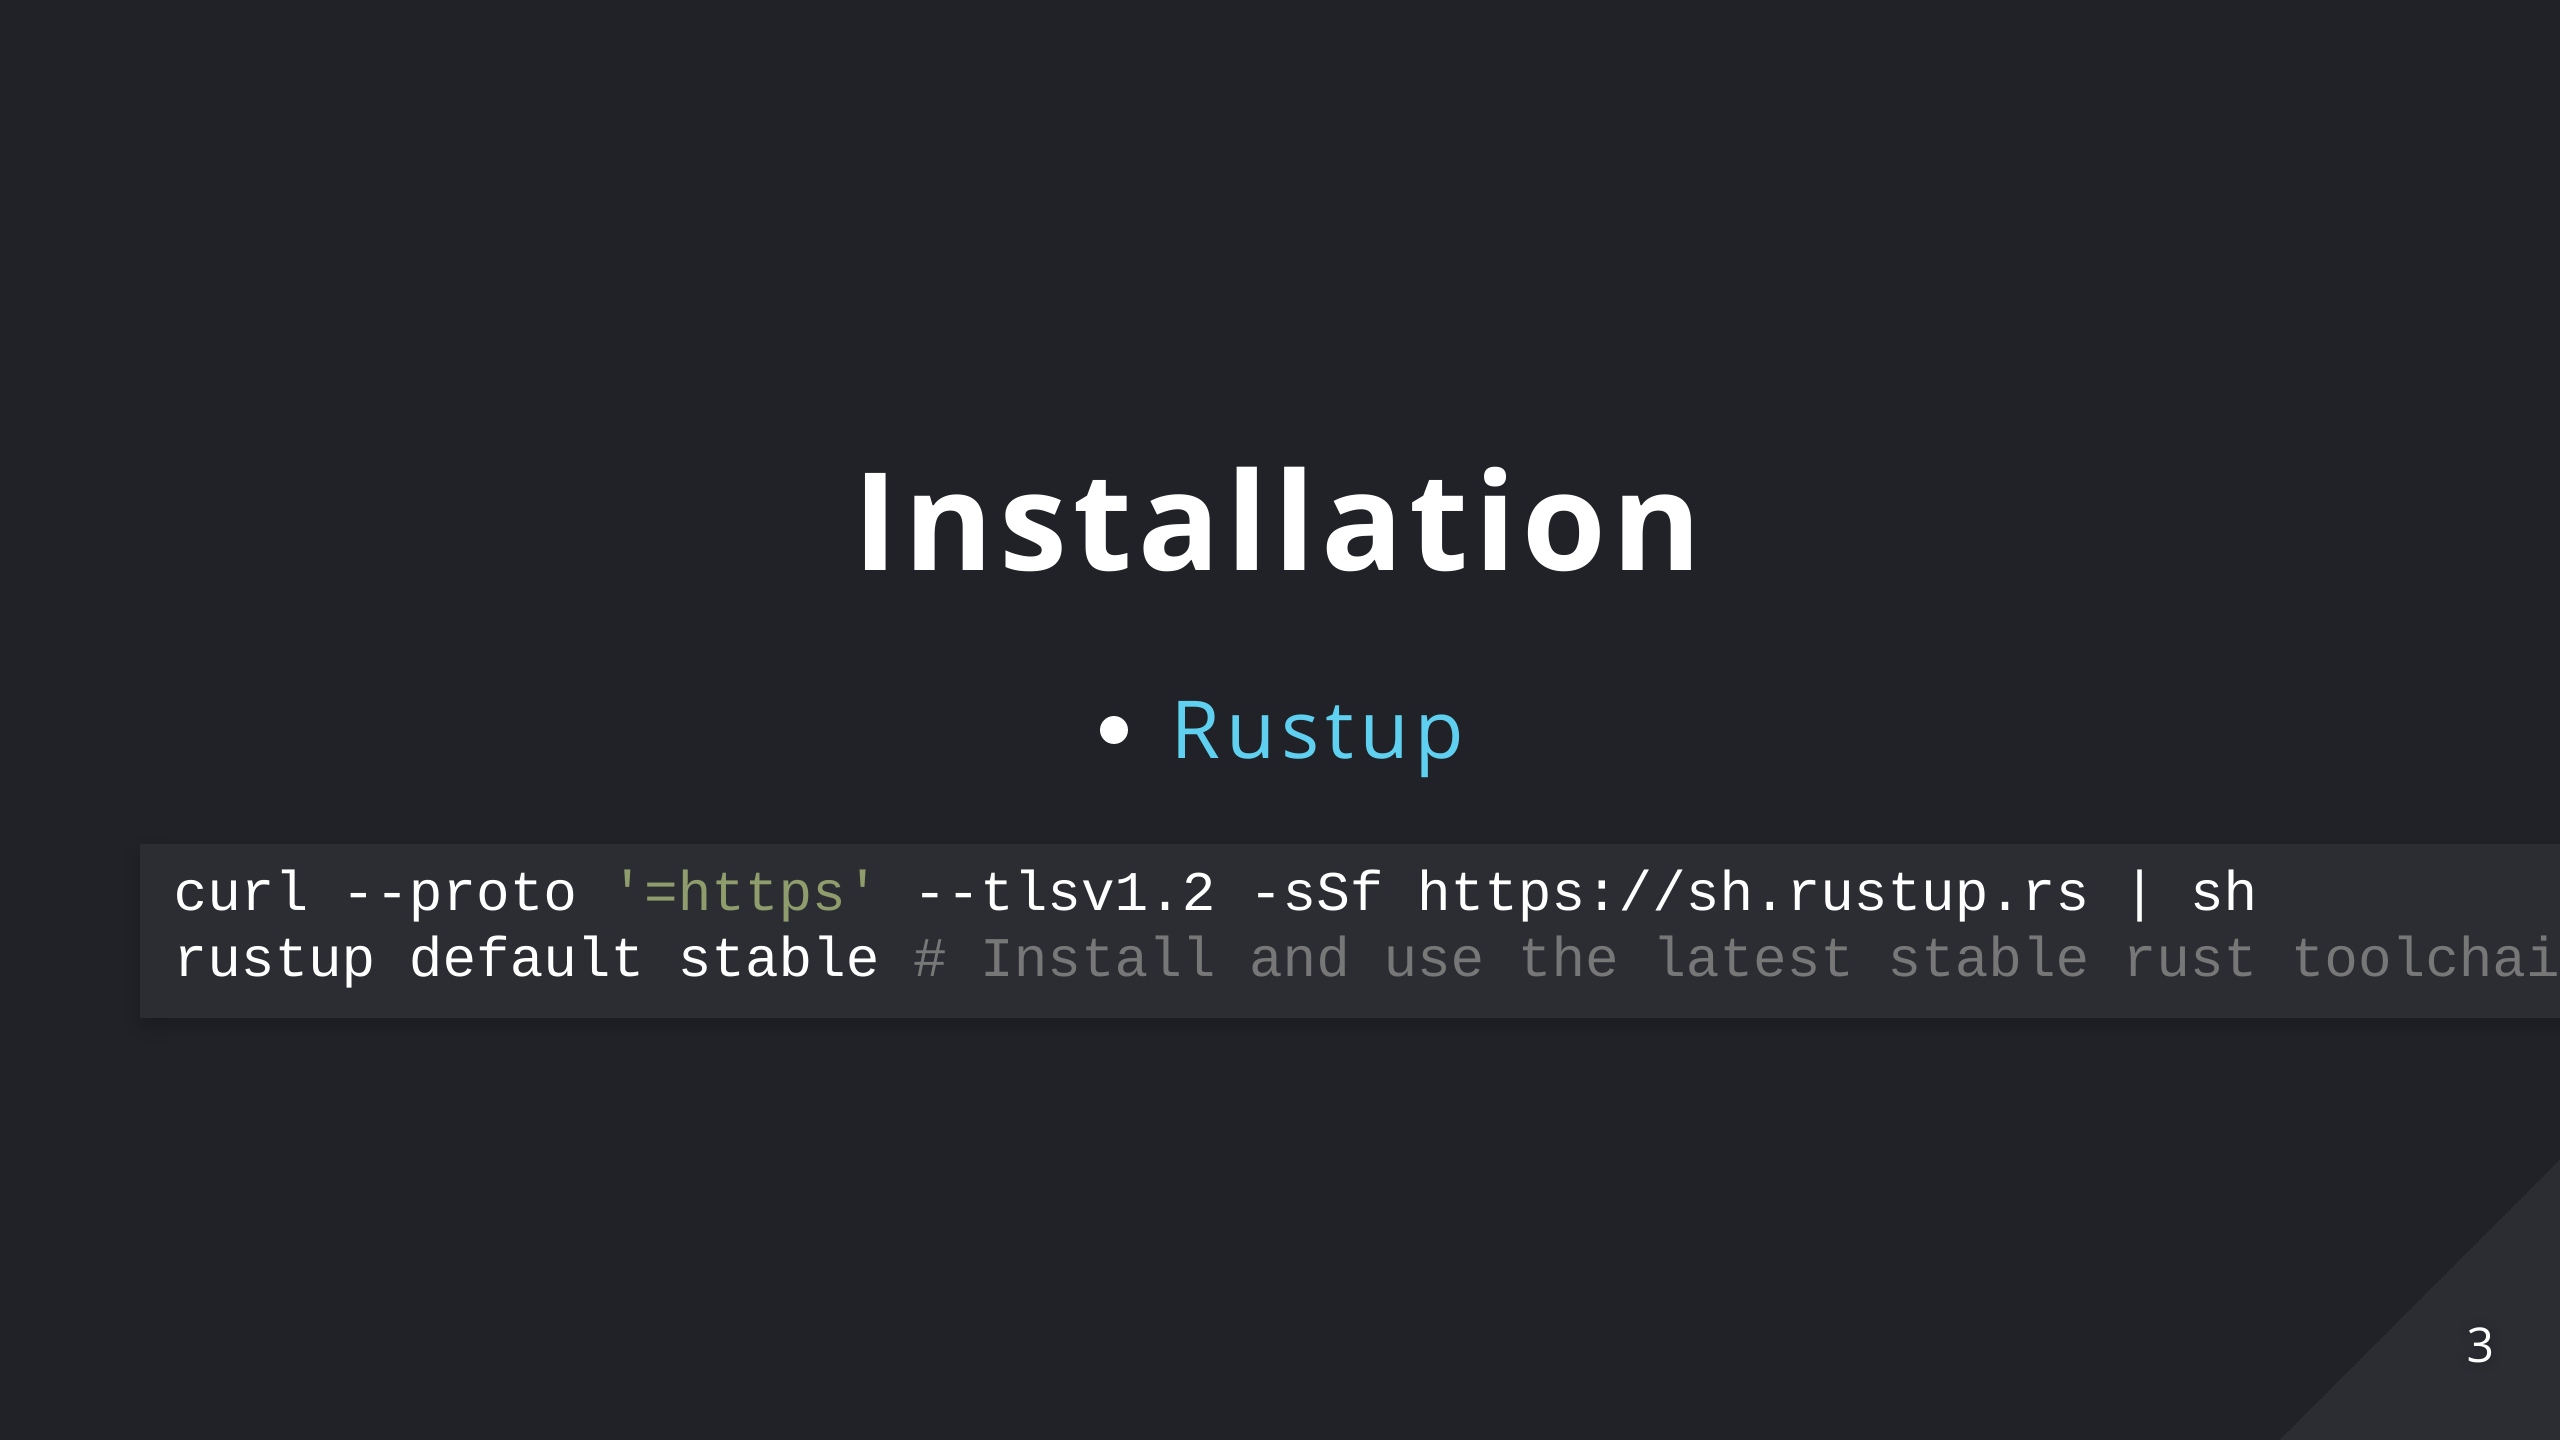 Installation
• Rustup
curl --proto '=https' --tlsv1.2 -sSf https://sh.rustup.rs | sh
rustup default stable # Install and use the latest stable rust toolchai
3